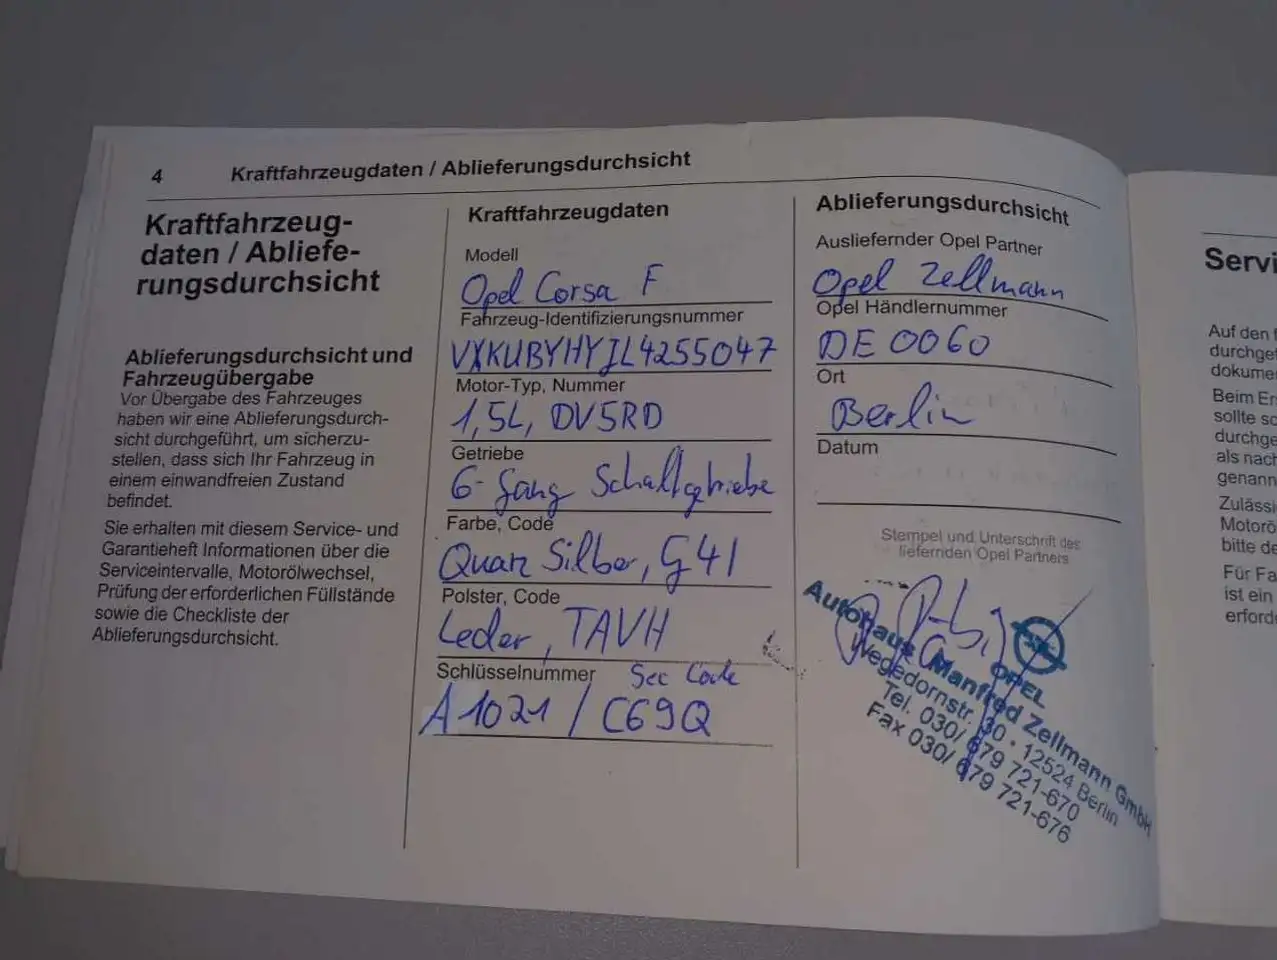 4 Kraftfahrzeugdaten / Ablieferungsdurchsicht
Kraftfahrzeug-
daten / Abliefe-
rungsdurchsicht
Ablieferungsdurchsicht und
Fahrzeugübergabe
Vor Übergabe des Fahrzeuges
haben wir eine Ablieferungsdurch-
sicht durchgeführt, um sicherzu-
stellen, dass sich Ihr Fahrzeug in
einem einwandfreien Zustand
befindet.
Sie erhalten mit diesem Service- und
Garantieheft Informationen über die
Serviceintervalle, Motorölwechsel,
Prüfung der erforderlichen Füllstände
sowie die Checkliste der
Ablieferungsdurchsicht.
Kraftfahrzeugdaten
Modell
Opel Corsa F
Fahrzeug-Identifizierungsnummer
VXKUBYHYJL4255047
Motor-Typ, Nummer
1,5L, DV5RD
Getriebe
6-Gang Schaltgetriebe
Farbe, Code
Quarz Silber, G41
Polster, Code
Leder, TAVH
Schlüsselnummer Sec Code
A1021 / C69Q
Ablieferungsdurchsicht
Ausliefernder Opel Partner
Opel Zellmann
Opel Händlernummer
DE 0060
Ort
Berlin
Datum
Stempel und Unterschrift des
liefernden Opel Partners
OPEL
Autohaus Manfred Zellmann GmbH
Wegedornstr. 30 · 12524 Berlin
Tel. 030/ 679 721-670
Fax 030/ 679 721-676
Servi
Auf den
durchgef
dokume
Beim Er
sollte so
durchge
als nach
genann
Zulässi
Motorö
bitte de
Für Fa
ist ein
erford